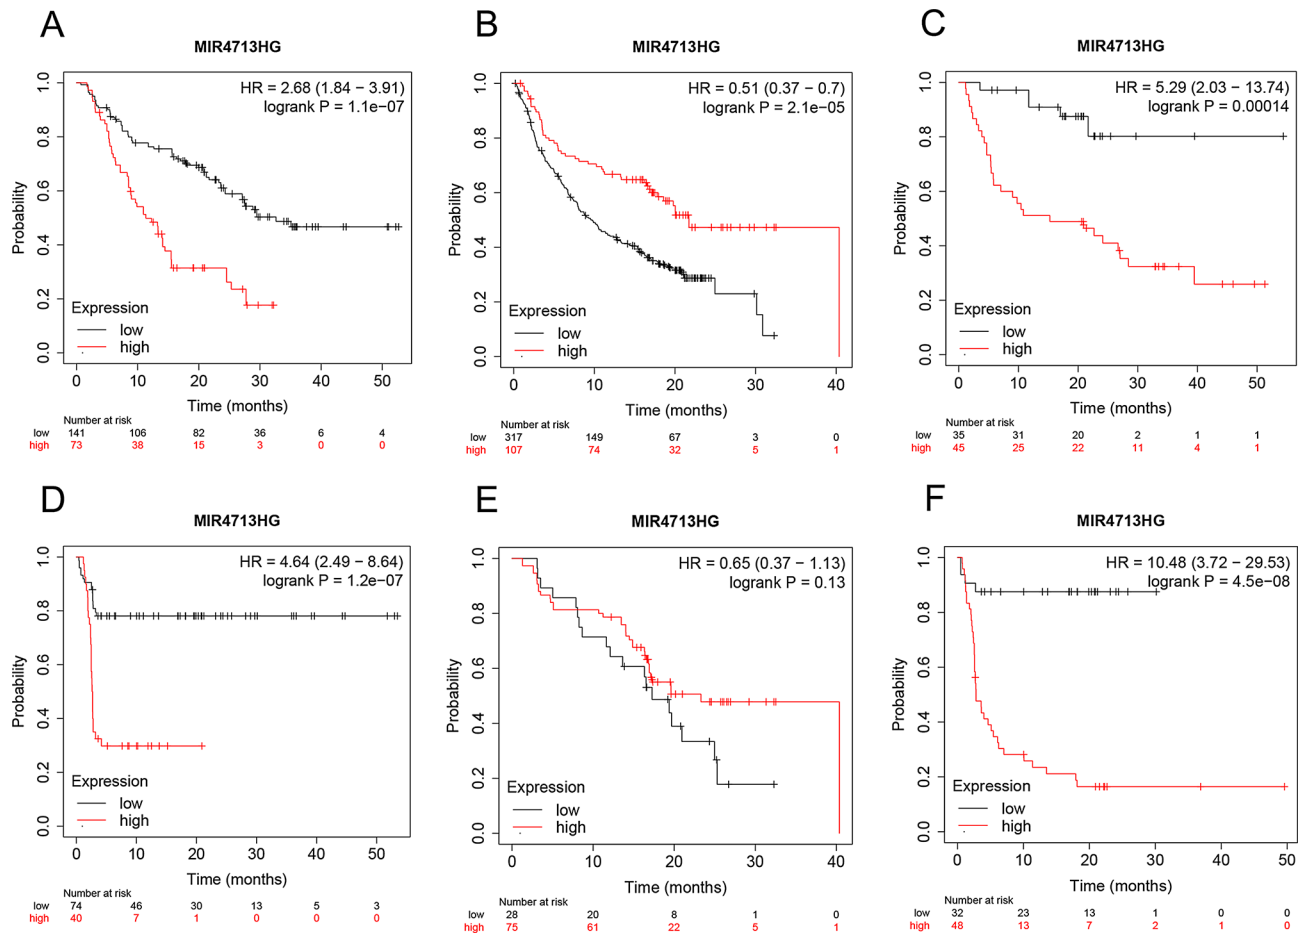 A
MIR4713HG
HR = 2.68 (1.84 − 3.91)
logrank P = 1.1e−07
Probability
1.0
0.8
0.6
0.4
0.2
0.0
Expression
low
high
0 10 20 30 40 50
Time (months)
Number at risk
low 141 106 82 36 6 4
high 73 38 15 3 0 0
B
MIR4713HG
HR = 0.51 (0.37 − 0.7)
logrank P = 2.1e−05
Probability
1.0
0.8
0.6
0.4
0.2
0.0
Expression
low
high
0 10 20 30 40
Time (months)
Number at risk
low 317 149 67 3 0
high 107 74 32 5 1
C
MIR4713HG
HR = 5.29 (2.03 − 13.74)
logrank P = 0.00014
Probability
1.0
0.8
0.6
0.4
0.2
0.0
Expression
low
high
0 10 20 30 40 50
Time (months)
Number at risk
low 35 31 20 2 1 1
high 45 25 22 11 4 1
D
MIR4713HG
HR = 4.64 (2.49 − 8.64)
logrank P = 1.2e−07
Probability
1.0
0.8
0.6
0.4
0.2
0.0
Expression
low
high
0 10 20 30 40 50
Time (months)
Number at risk
low 74 46 30 13 5 3
high 40 7 1 0 0 0
E
MIR4713HG
HR = 0.65 (0.37 − 1.13)
logrank P = 0.13
Probability
1.0
0.8
0.6
0.4
0.2
0.0
Expression
low
high
0 10 20 30 40
Time (months)
Number at risk
low 28 20 8 1 0
high 75 61 22 5 1
F
MIR4713HG
HR = 10.48 (3.72 − 29.53)
logrank P = 4.5e−08
Probability
1.0
0.8
0.6
0.4
0.2
0.0
Expression
low
high
0 10 20 30 40 50
Time (months)
Number at risk
low 32 23 13 1 0 0
high 48 13 7 2 1 0